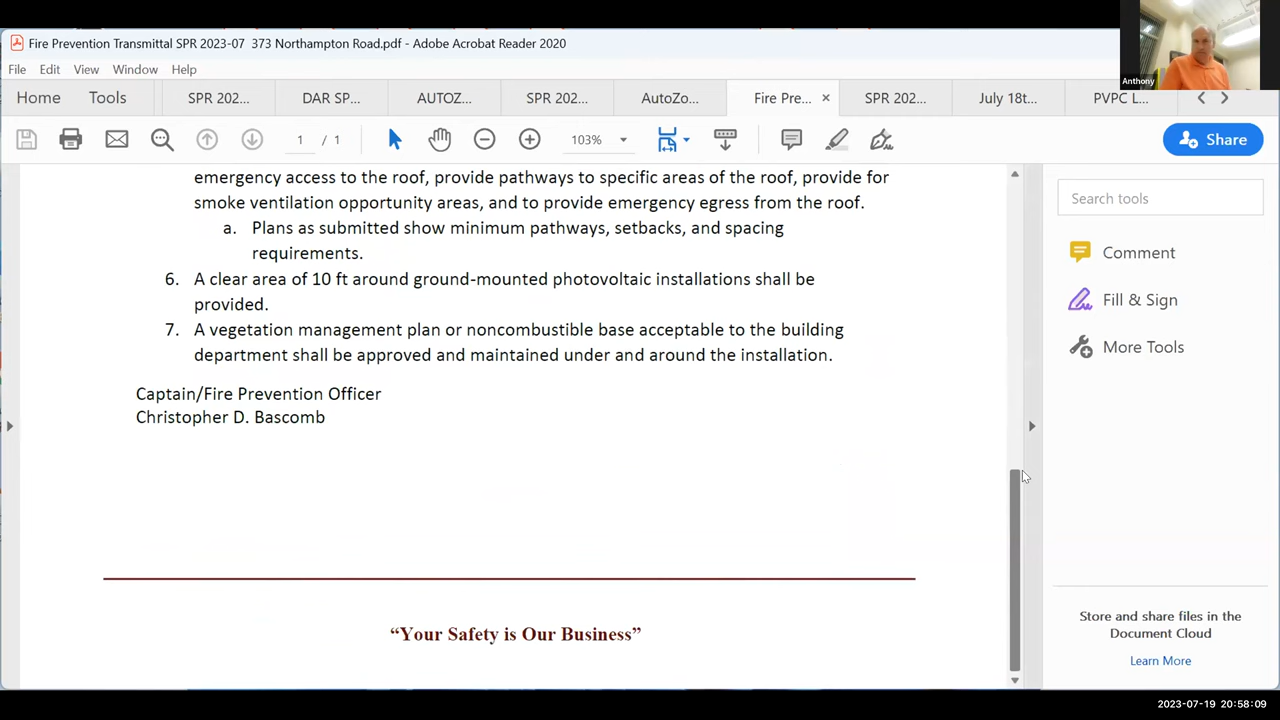 Fire Prevention Transmittal SPR 2023-07 373 Northampton Road.pdf - Adobe Acrobat Reader 2020
Anthony
File Edit View Window Help
Home Tools SPR 202... DAR SP... AUTOZ... SPR 202... AutoZo... Fire Pre... × SPR 202... July 18t... PVPC L...
1 / 1 103% Share
emergency access to the roof, provide pathways to specific areas of the roof, provide for
smoke ventilation opportunity areas, and to provide emergency egress from the roof.
a. Plans as submitted show minimum pathways, setbacks, and spacing
requirements.
6. A clear area of 10 ft around ground-mounted photovoltaic installations shall be
provided.
7. A vegetation management plan or noncombustible base acceptable to the building
department shall be approved and maintained under and around the installation.
Captain/Fire Prevention Officer
Christopher D. Bascomb
“Your Safety is Our Business”
Search tools
Comment
Fill & Sign
More Tools
Store and share files in the
Document Cloud
Learn More
2023-07-19 20:58:09